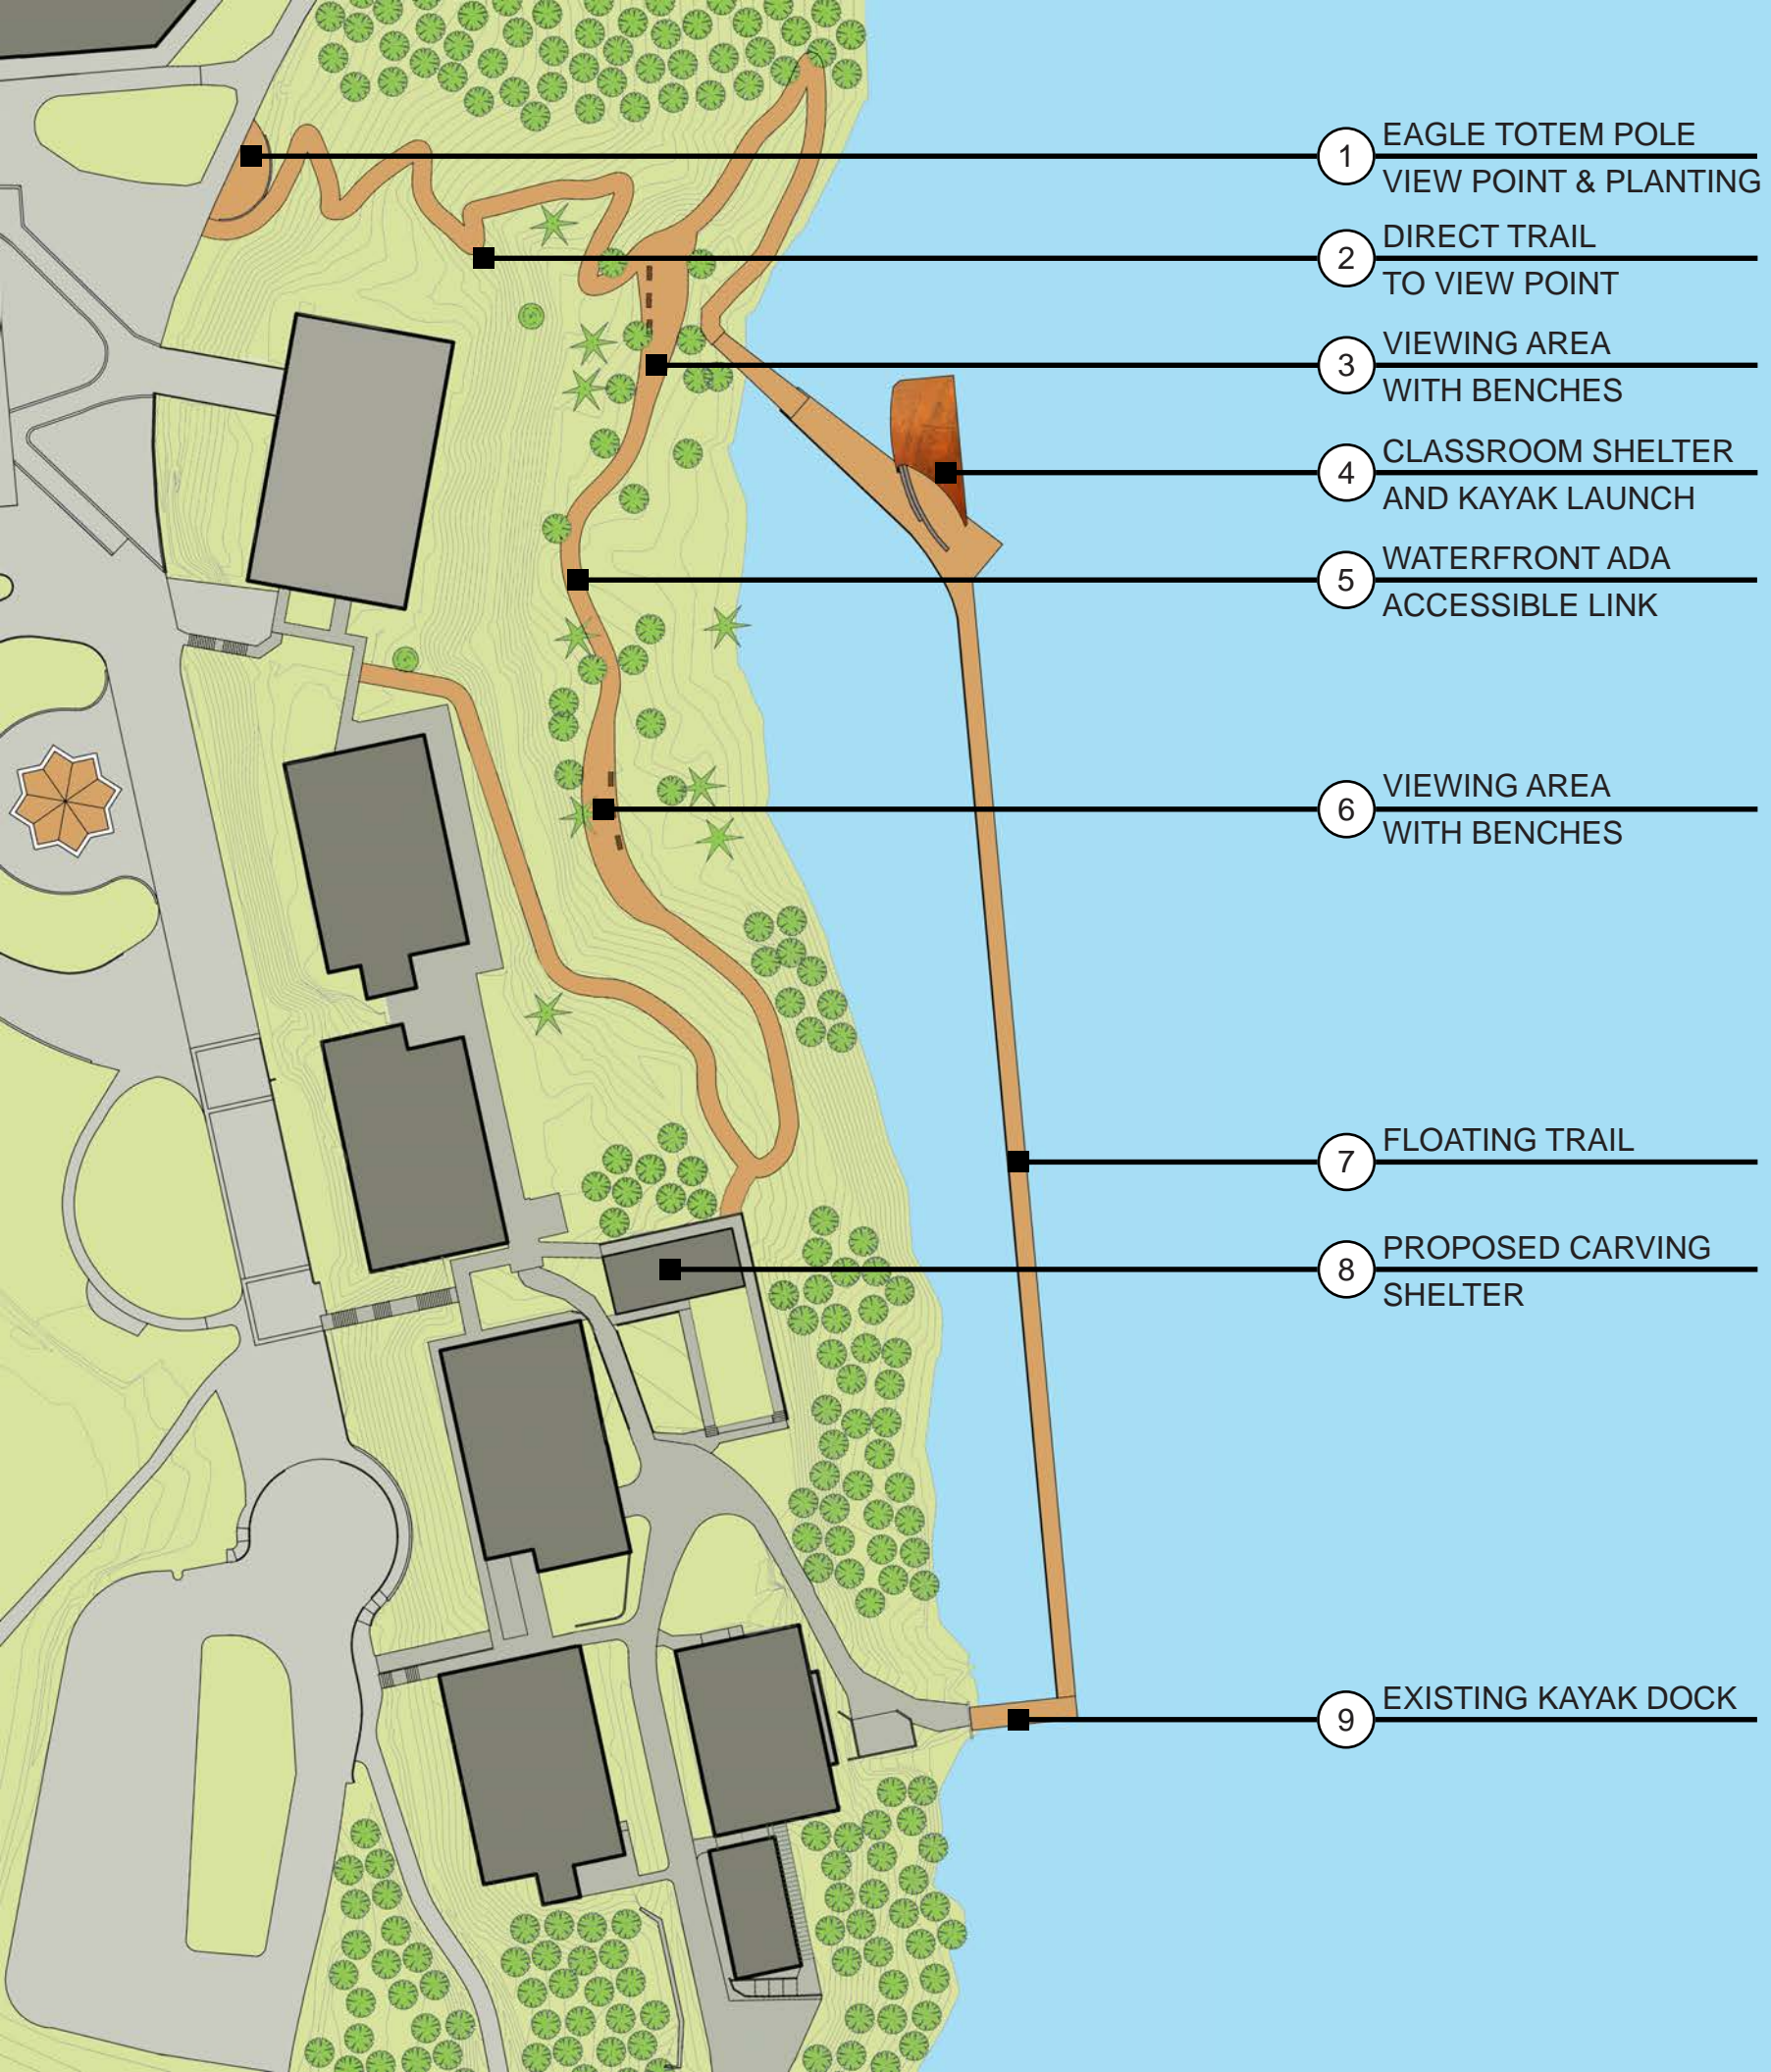 1 EAGLE TOTEM POLE
VIEW POINT & PLANTING
2 DIRECT TRAIL
TO VIEW POINT
3 VIEWING AREA
WITH BENCHES
4 CLASSROOM SHELTER
AND KAYAK LAUNCH
5 WATERFRONT ADA
ACCESSIBLE LINK
6 VIEWING AREA
WITH BENCHES
7 FLOATING TRAIL
8 PROPOSED CARVING
SHELTER
9 EXISTING KAYAK DOCK